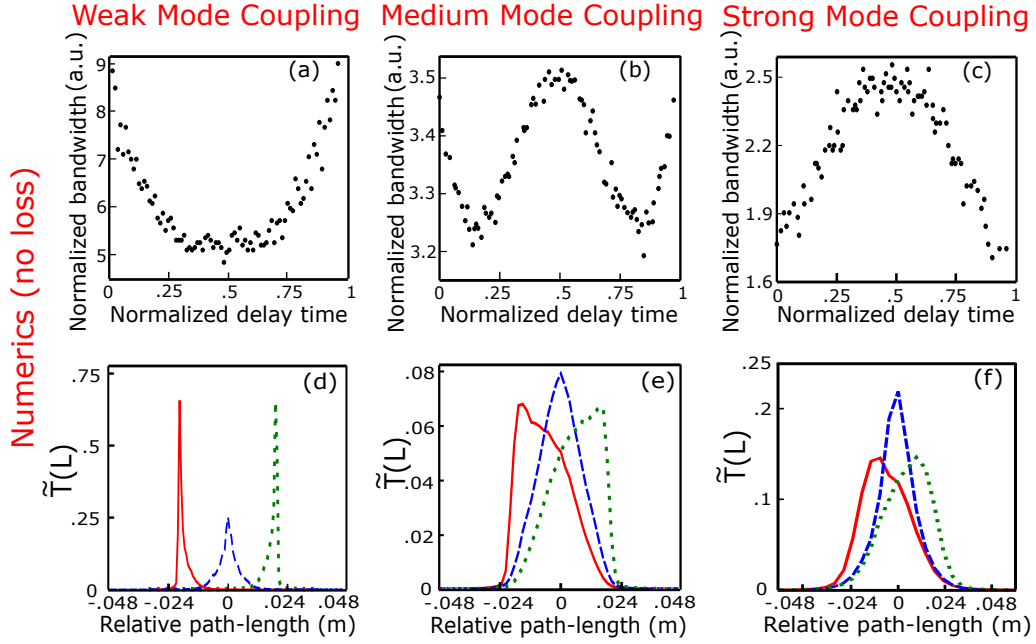 Weak Mode Coupling
Medium Mode Coupling
Strong Mode Coupling
Numerics (no loss)
(a)
Normalized bandwidth (a.u.)
9
8
7
6
5
0
.25
.5
.75
1
Normalized delay time
(b)
Normalized bandwidth (a.u.)
3.5
3.4
3.3
3.2
0
.25
.5
.75
1
Normalized delay time
(c)
Normalized bandwidth (a.u.)
2.5
2.2
1.9
1.6
0
.25
.5
.75
1
Normalized delay time
(d)
T̃(L)
.75
.5
.25
0
-.048
-.024
0
.024
.048
Relative path-length (m)
(e)
T̃(L)
.08
.06
.04
.02
0
-.048
-.024
0
.024
.048
Relative path-length (m)
(f)
T̃(L)
.25
.2
.1
0
-.048
-.024
0
.024
.048
Relative path-length (m)